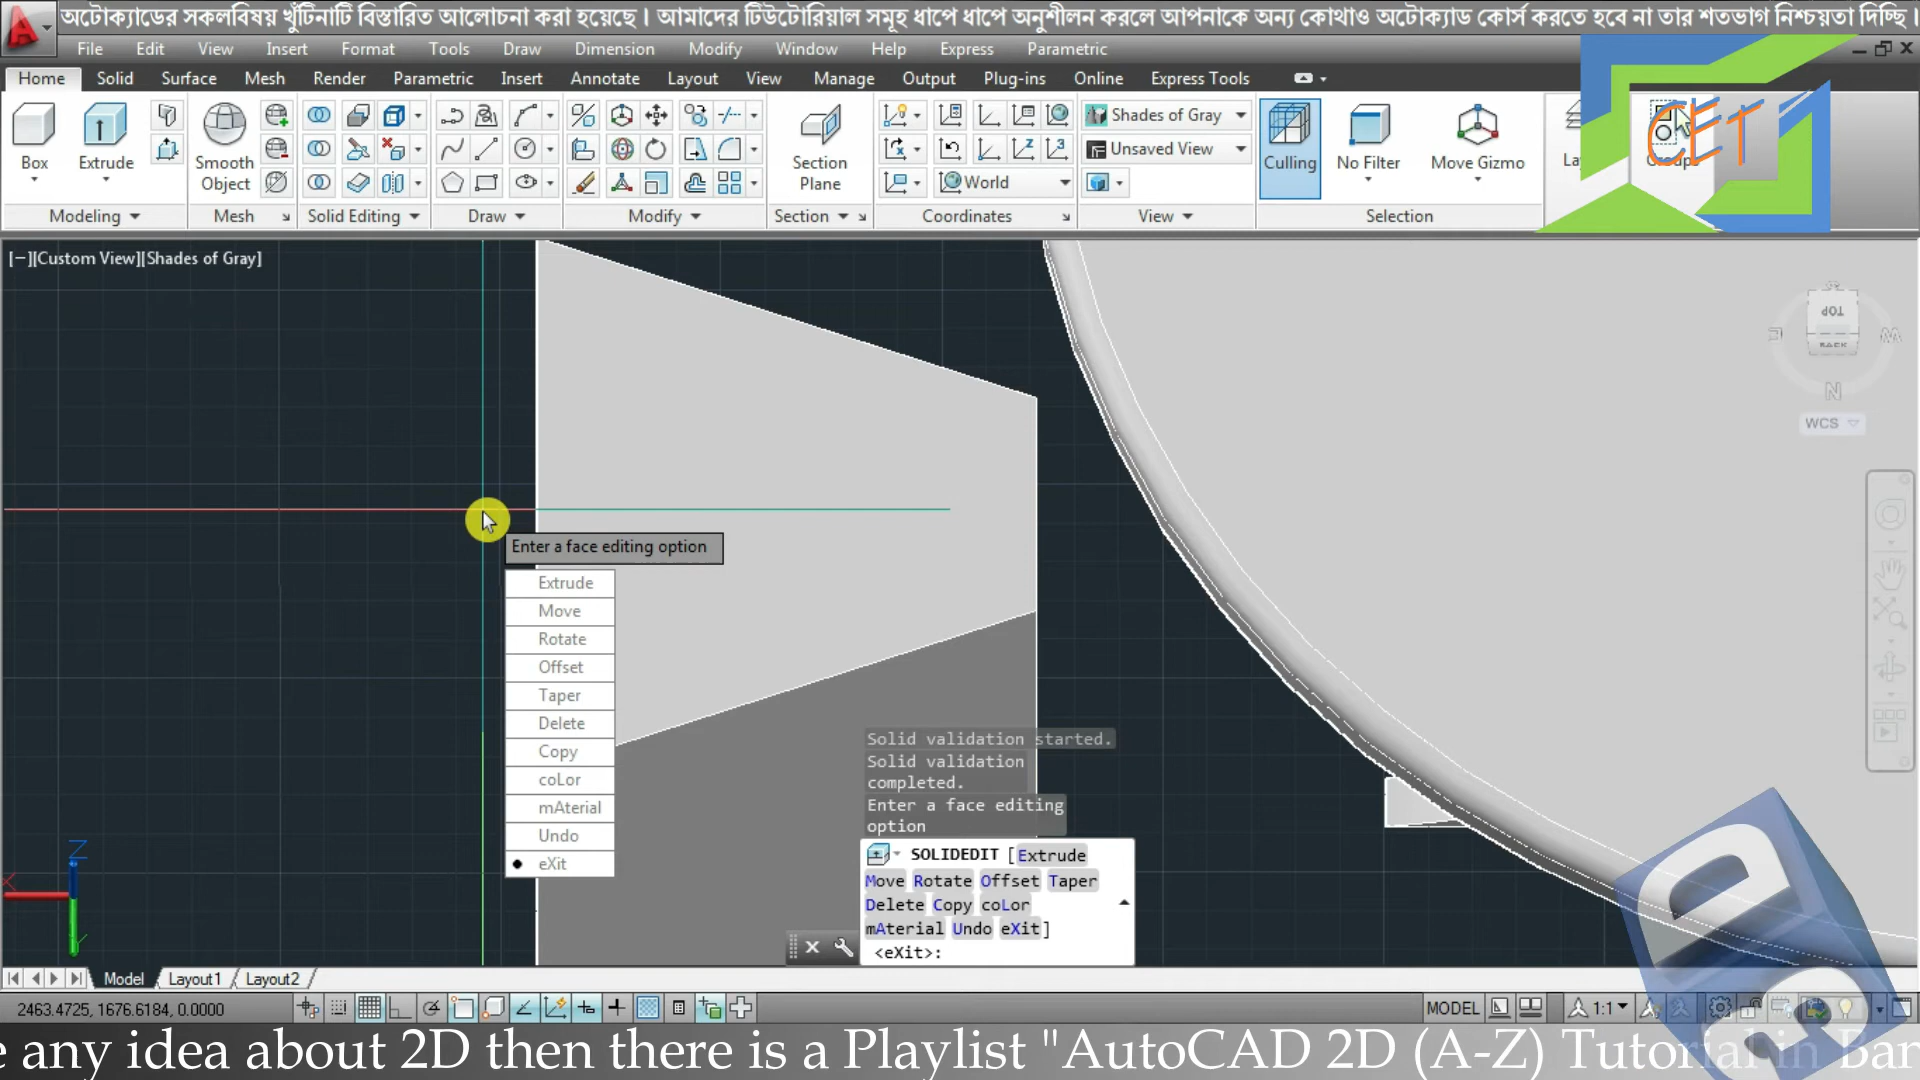 অটোক্যাডের সকলবিষয় খুঁটিনাটি বিস্তারিত আলোচনা করা হয়েছে। আমাদের টিউটোরিয়াল সমূহ ধাপে ধাপে অনুশীলন করলে আপনাকে অন্য কোথাও অটোক্যাড কোর্স করতে হবে না তার শতভাগ নিশ্চয়তা দিচ্ছি।
File Edit View Insert Format Tools Draw Dimension Modify Window Help Express Parametric
Home Solid Surface Mesh Render Parametric Insert Annotate Layout View Manage Output Plug-ins Online Express Tools
Shades of Gray
Unsaved View
World
Box Extrude Smooth Object Section Plane Culling No Filter Move Gizmo
CET
Modeling Mesh Solid Editing Draw Modify Section Coordinates View Selection
[−][Custom View][Shades of Gray]
TOP
BACK
W
N
WCS
Enter a face editing option
Extrude
Move
Rotate
Offset
Taper
Delete
Copy
coLor
mAterial
Undo
eXit
Solid validation started.
Solid validation
completed.
Enter a face editing
option
SOLIDEDIT [Extrude
Move Rotate Offset Taper
Delete Copy coLor
mAterial Undo eXit]
<eXit>:
Z
X
Y
Model Layout1 Layout2
2463.4725, 1676.6184, 0.0000
MODEL 1:1
any idea about 2D then there is a Playlist "AutoCAD 2D (A-Z) Tutorial in